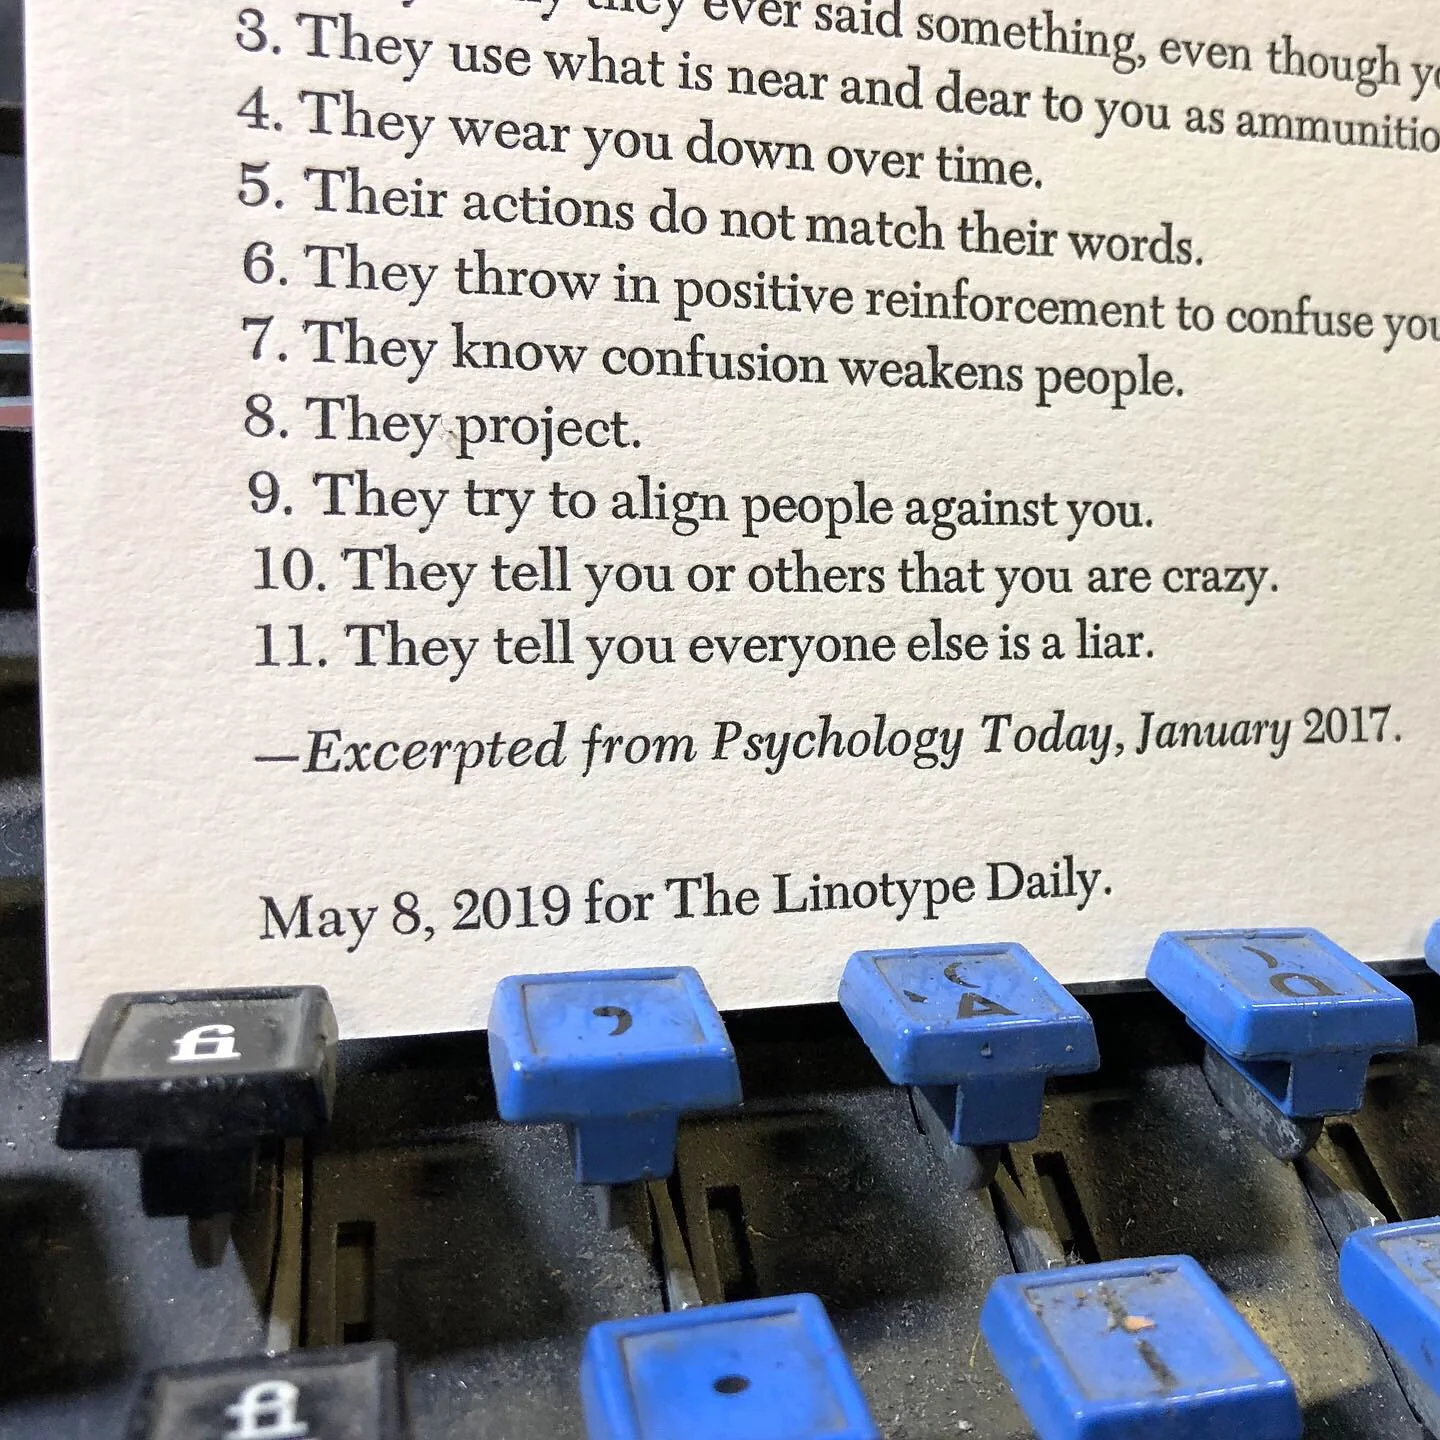 they ever said something, even though
3. They use what is near and dear to you as
4. They wear you down over time.
5. Their actions do not match their words.
6. They throw in positive reinforcement to confuse
7. They know confusion weakens people.
8. They project.
9. They try to align people against you.
10. They tell you or others that you are crazy.
11. They tell you everyone else is a liar.
—Excerpted from Psychology Today, January 2017.
May 8, 2019 for The Linotype Daily.
fi
,
fl
.